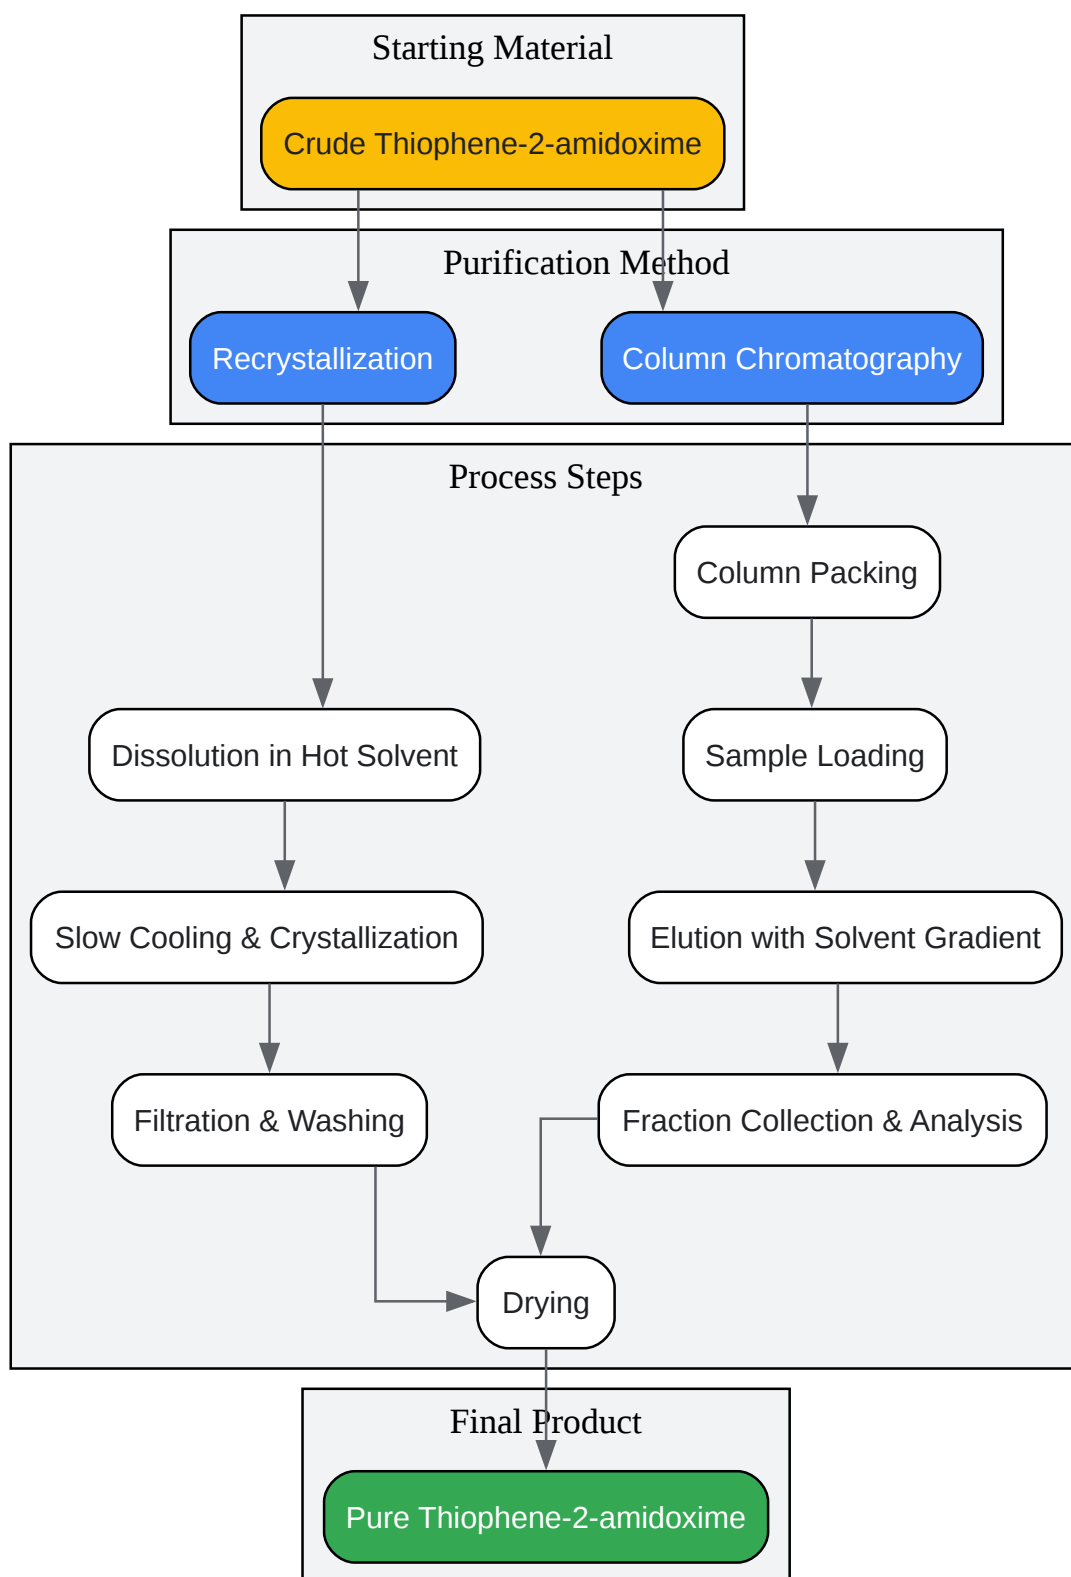 Starting Material
Crude Thiophene-2-amidoxime
Purification Method
Recrystallization
Column Chromatography
Process Steps
Column Packing
Dissolution in Hot Solvent
Sample Loading
Slow Cooling & Crystallization
Elution with Solvent Gradient
Filtration & Washing
Fraction Collection & Analysis
Drying
Final Product
Pure Thiophene-2-amidoxime